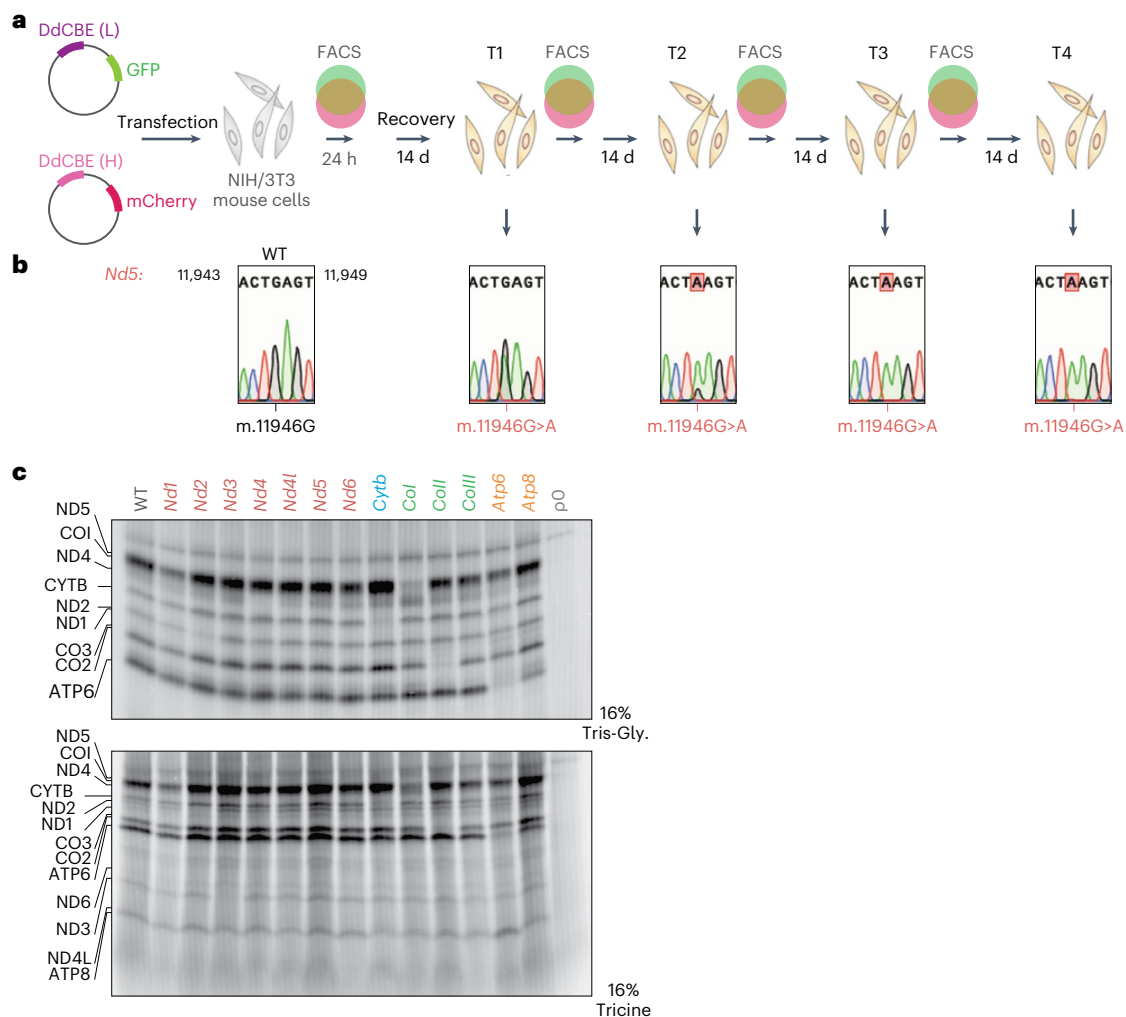 a
DdCBE (L)
GFP
Transfection
DdCBE (H)
mCherry
NIH/3T3
mouse cells
FACS
24 h
Recovery
14 d
T1
FACS
14 d
T2
FACS
14 d
T3
FACS
14 d
T4
b
Nd5:
11,943
WT
11,949
ACTGAGT
ACTGAGT
ACTAAGT
ACTAAGT
ACTAAGT
m.11946G
m.11946G>A
m.11946G>A
m.11946G>A
m.11946G>A
c
WT
Nd1
Nd2
Nd3
Nd4
Nd4l
Nd5
Nd6
Cytb
CoI
CoII
CoIII
Atp6
Atp8
ρ0
ND5
COI
ND4
CYTB
ND2
ND1
CO3
CO2
ATP6
16%
Tris-Gly.
ND5
COI
ND4
CYTB
ND2
ND1
CO3
CO2
ATP6
ND6
ND3
ND4L
ATP8
16%
Tricine